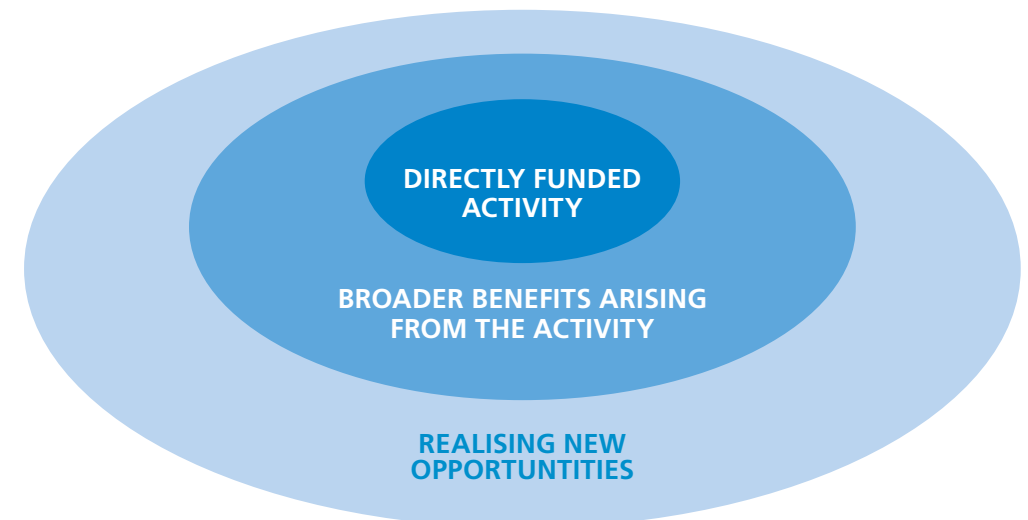 DIRECTLY FUNDED
ACTIVITY
BROADER BENEFITS ARISING
FROM THE ACTIVITY
REALISING NEW
OPPORTUNTITIES